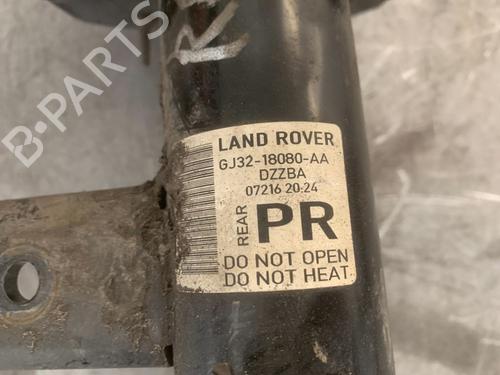 R
LAND ROVER
GJ32-18080-AA
DZZBA
07216 20:24
REAR
PR
DO NOT OPEN
DO NOT HEAT
B-PARTS